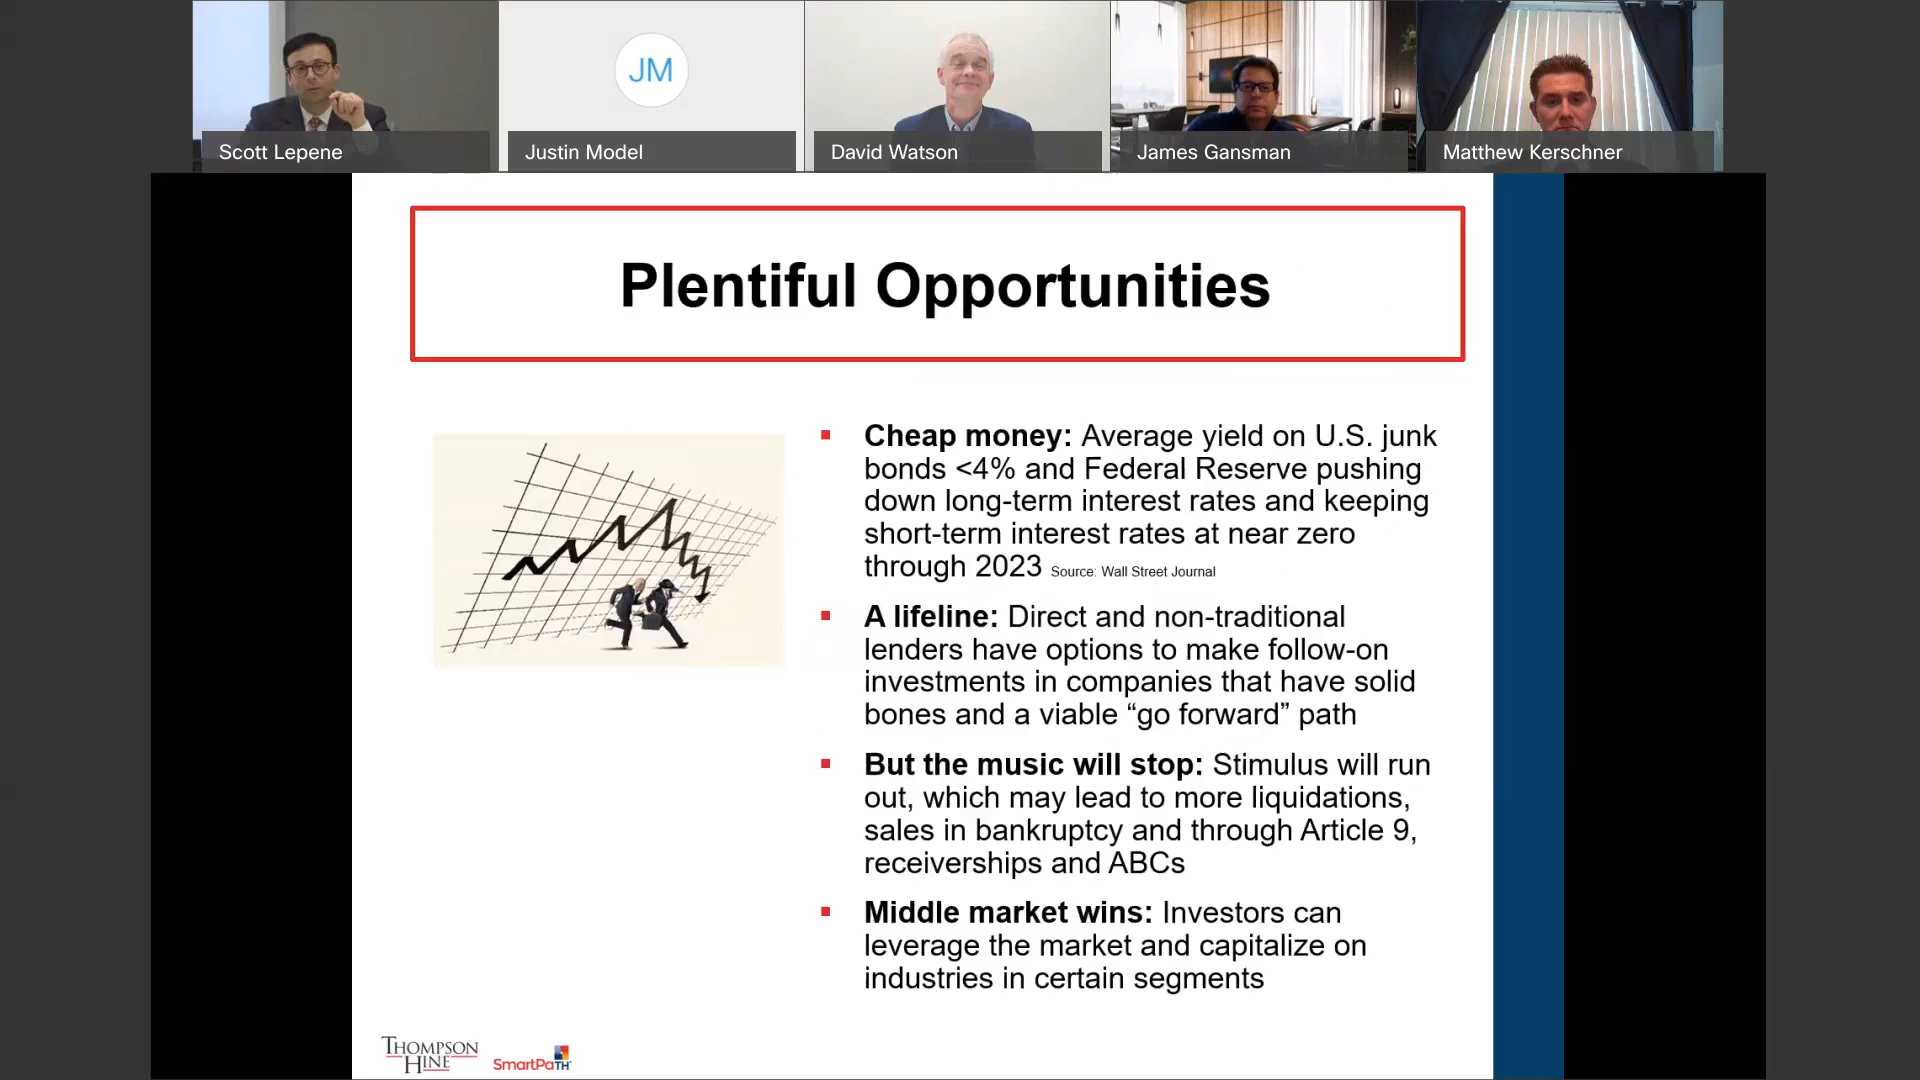 Scott Lepene
JM
Justin Model
David Watson
James Gansman
Matthew Kerschner
Plentiful Opportunities
▪ Cheap money: Average yield on U.S. junk
bonds <4% and Federal Reserve pushing
down long-term interest rates and keeping
short-term interest rates at near zero
through 2023 Source: Wall Street Journal
▪ A lifeline: Direct and non-traditional
lenders have options to make follow-on
investments in companies that have solid
bones and a viable “go forward” path
▪ But the music will stop: Stimulus will run
out, which may lead to more liquidations,
sales in bankruptcy and through Article 9,
receiverships and ABCs
▪ Middle market wins: Investors can
leverage the market and capitalize on
industries in certain segments
THOMPSON
HINE
SmartPaTH